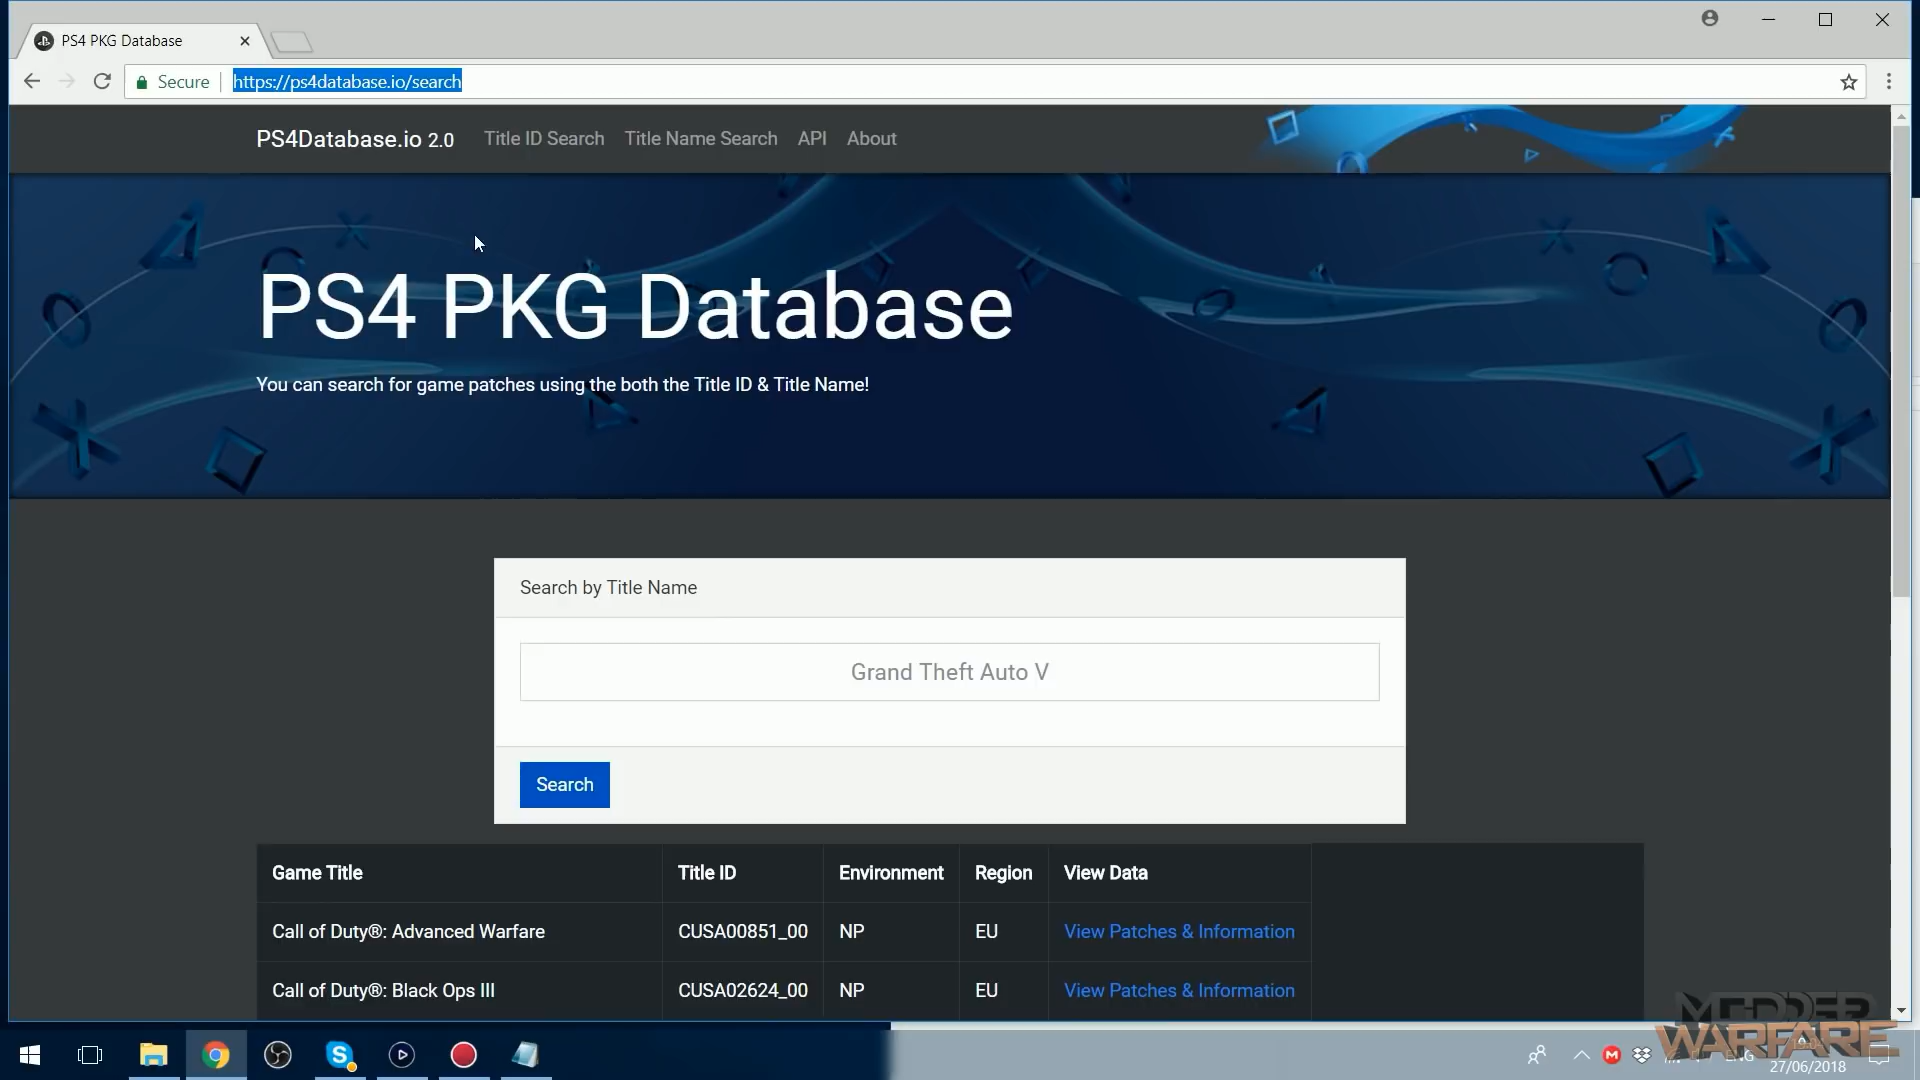 PS4 PKG Database
Secure
https://ps4database.io/search
PS4Database.io 2.0
Title ID Search
Title Name Search
API
About
PS4 PKG Database
You can search for game patches using the both the Title ID & Title Name!
Search by Title Name
Grand Theft Auto V
Search
Game Title Title ID Environment Region View Data
Call of Duty®: Advanced Warfare CUSA00851_00 NP EU View Patches & Information
Call of Duty®: Black Ops III CUSA02624_00 NP EU View Patches & Information
MODDED
WARFARE
ENG
27/06/2018